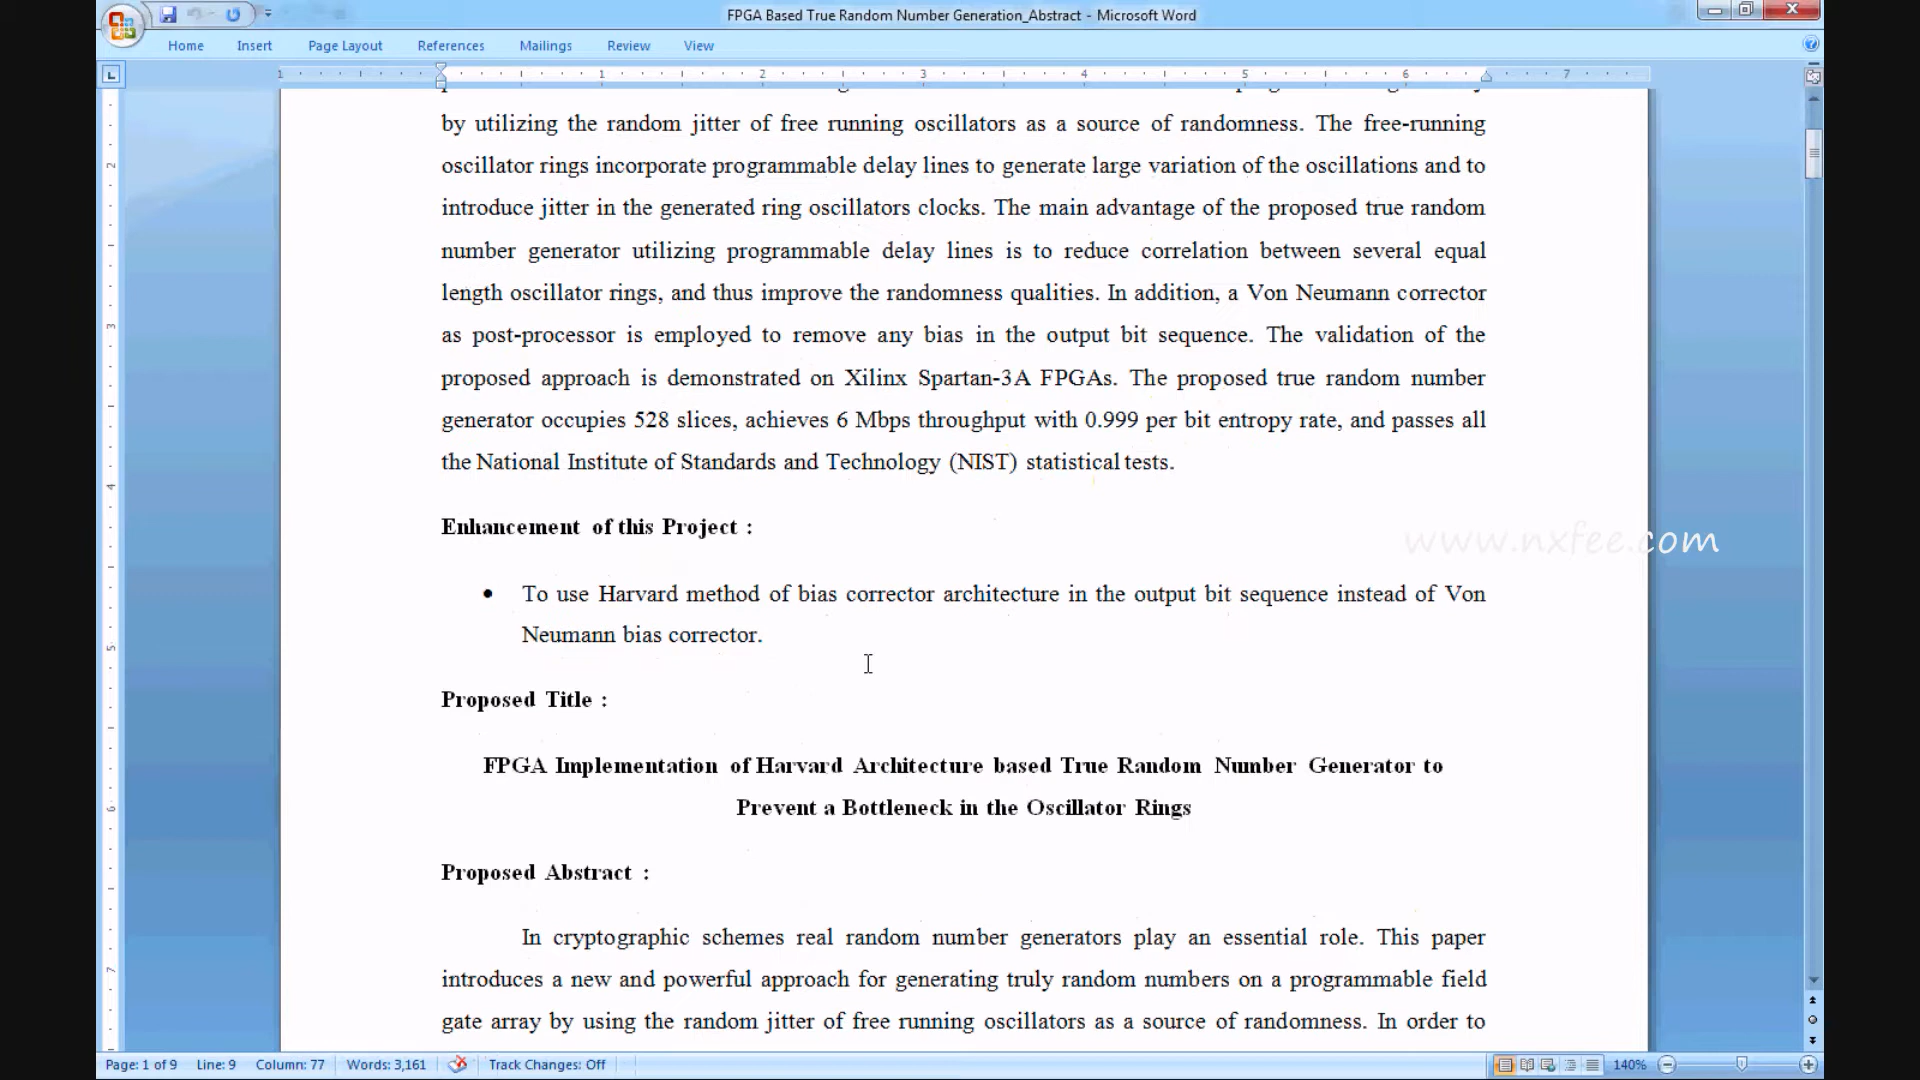 FPGA Based True Random Number Generation_Abstract - Microsoft Word
Home Insert Page Layout References Mailings Review View
1 1 2 3 4 5 6 7
by utilizing the random jitter of free running oscillators as a source of randomness. The free-running
oscillator rings incorporate programmable delay lines to generate large variation of the oscillations and to
introduce jitter in the generated ring oscillators clocks. The main advantage of the proposed true random
number generator utilizing programmable delay lines is to reduce correlation between several equal
length oscillator rings, and thus improve the randomness qualities. In addition, a Von Neumann corrector
as post-processor is employed to remove any bias in the output bit sequence. The validation of the
proposed approach is demonstrated on Xilinx Spartan-3A FPGAs. The proposed true random number
generator occupies 528 slices, achieves 6 Mbps throughput with 0.999 per bit entropy rate, and passes all
the National Institute of Standards and Technology (NIST) statistical tests.
Enhancement of this Project :
www.nxfee.com
• To use Harvard method of bias corrector architecture in the output bit sequence instead of Von
Neumann bias corrector.
Proposed Title :
FPGA Implementation of Harvard Architecture based True Random Number Generator to
Prevent a Bottleneck in the Oscillator Rings
Proposed Abstract :
In cryptographic schemes real random number generators play an essential role. This paper
introduces a new and powerful approach for generating truly random numbers on a programmable field
gate array by using the random jitter of free running oscillators as a source of randomness. In order to
Page: 1 of 9 Line: 9 Column: 77 Words: 3,161 Track Changes: Off 140%